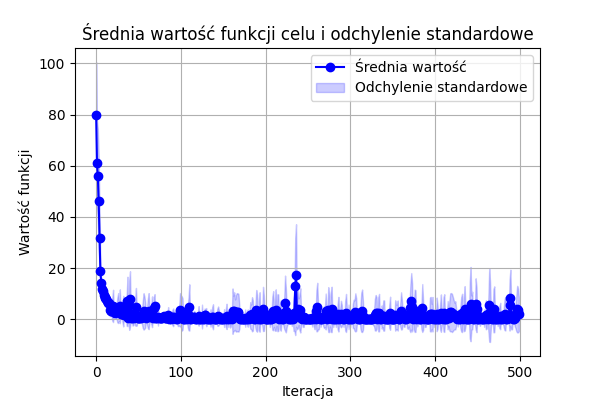 Średnia wartość funkcji celu i odchylenie standardowe
Wartość funkcji
100
80
60
40
20
0
Średnia wartość
Odchylenie standardowe
0
100
200
300
400
500
Iteracja